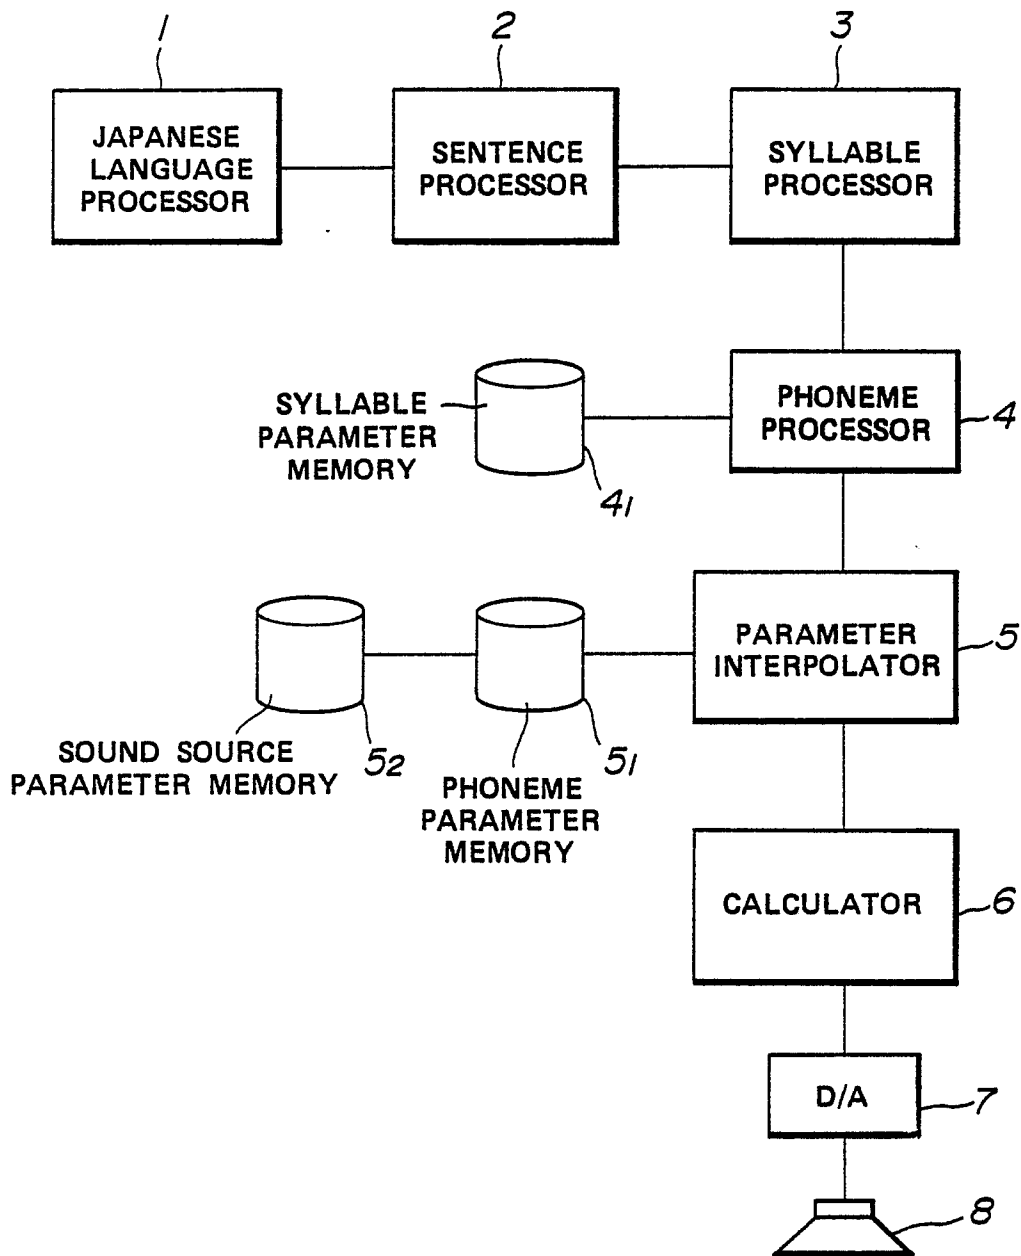 1
2
3
JAPANESE
LANGUAGE
PROCESSOR
SENTENCE
PROCESSOR
SYLLABLE
PROCESSOR
SYLLABLE
PARAMETER
MEMORY
41
PHONEME
PROCESSOR
4
SOUND SOURCE
PARAMETER MEMORY
52
PHONEME
PARAMETER
MEMORY
51
PARAMETER
INTERPOLATOR
5
CALCULATOR
6
D/A
7
8